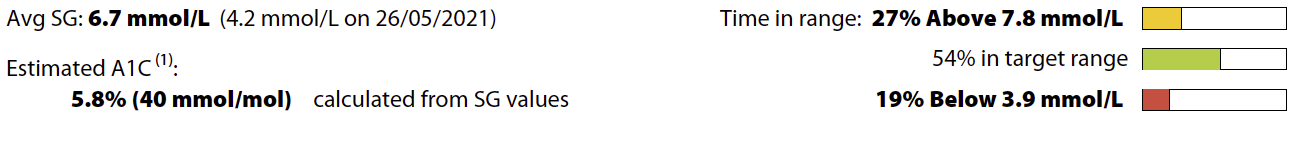 Avg SG: 6.7 mmol/L (4.2 mmol/L on 26/05/2021)
Estimated A1C (1):
5.8% (40 mmol/mol) calculated from SG values
Time in range: 27% Above 7.8 mmol/L
54% in target range
19% Below 3.9 mmol/L